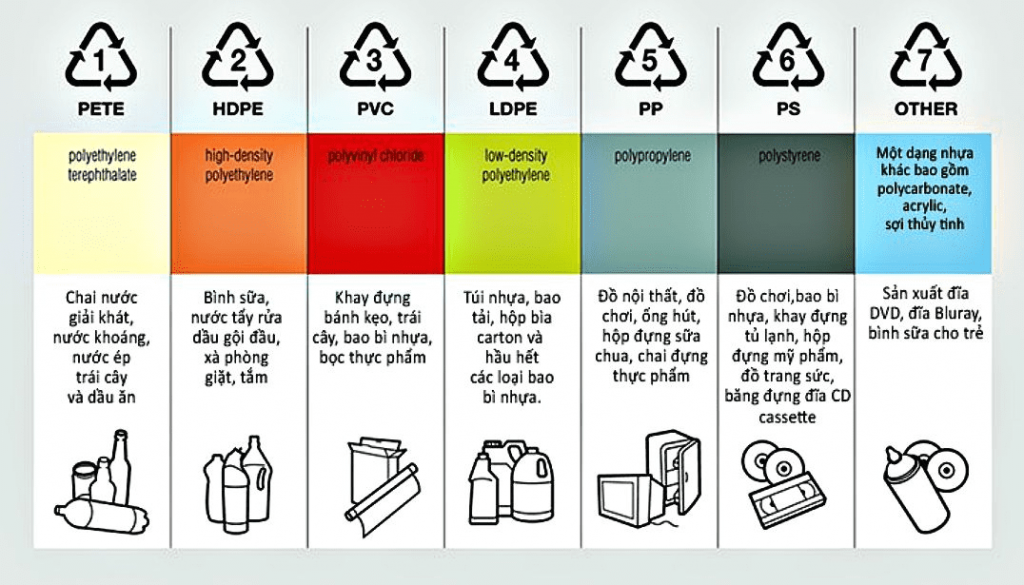 1
PETE
polyethylene
terephthalate
Chai nước
giải khát,
nước khoáng,
nước ép
trái cây
và dầu ăn
2
HDPE
high-density
polyethylene
Bình sữa,
nước tẩy rửa
dầu gội đầu,
xà phòng
giặt, tắm
3
PVC
polyvinyl chloride
Khay đựng
bánh kẹo, trái
cây, bao bì nhựa,
bọc thực phẩm
4
LDPE
low-density
polyethylene
Túi nhựa, bao
tải, hộp bìa
carton và
hầu hết
các loại bao
bì nhựa.
5
PP
polypropylene
Đồ nội thất, đồ
chơi, ống hút,
hộp đựng sữa
chua, chai đựng
thực phẩm
6
PS
polystyrene
Đồ chơi,bao bì
nhựa, khay đựng
tủ lạnh, hộp
đựng mỹ phẩm,
đồ trang sức,
băng đựng đĩa CD
cassette
7
OTHER
Một dạng nhựa
khác bao gồm
polycarbonate,
acrylic,
sợi thủy tinh
Sản xuất đĩa
DVD, đĩa Bluray,
bình sữa cho trẻ